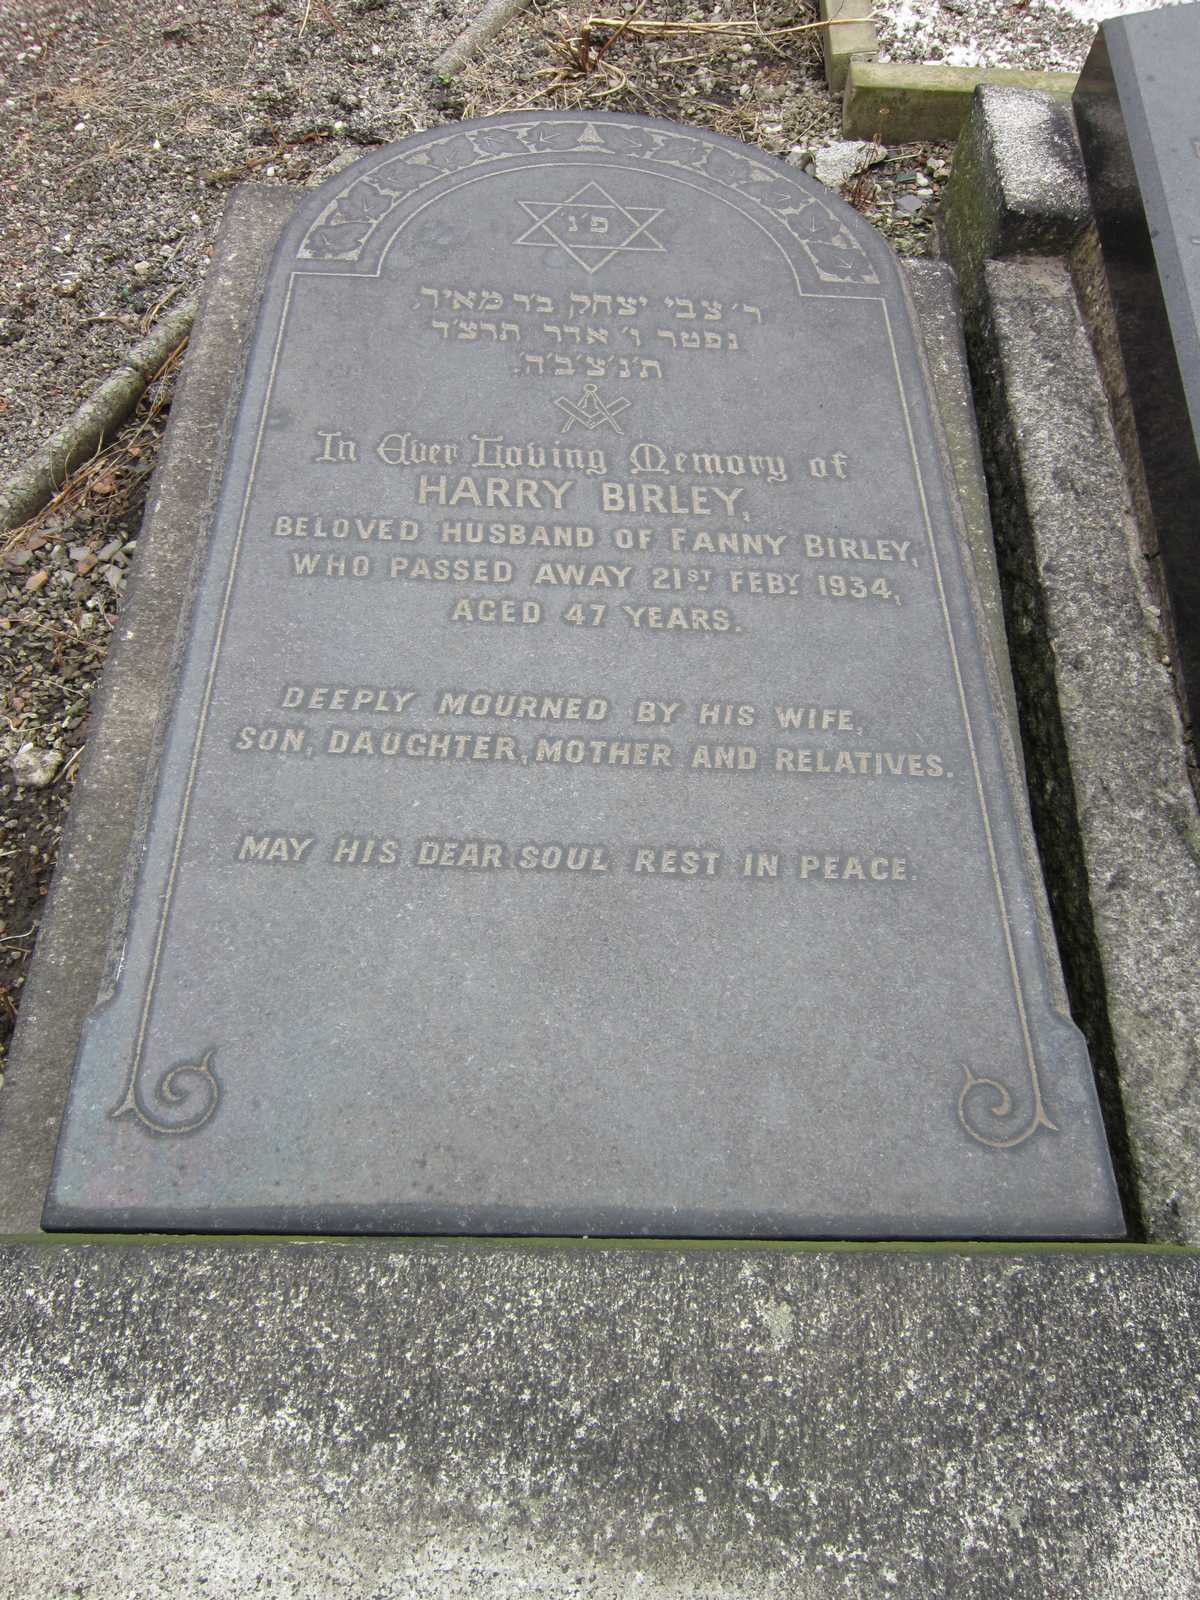 פ״נ
ר׳ צבי יצחק ב״ר מאיר,
נפטר ו׳ אדר תרצ״ד
ת׳נ׳צ׳ב׳ה׳.
In Ever Loving Memory of
HARRY BIRLEY,
BELOVED HUSBAND OF FANNY BIRLEY,
WHO PASSED AWAY 21ST FEBY. 1934,
AGED 47 YEARS.
DEEPLY MOURNED BY HIS WIFE,
SON, DAUGHTER, MOTHER AND RELATIVES.
MAY HIS DEAR SOUL REST IN PEACE.